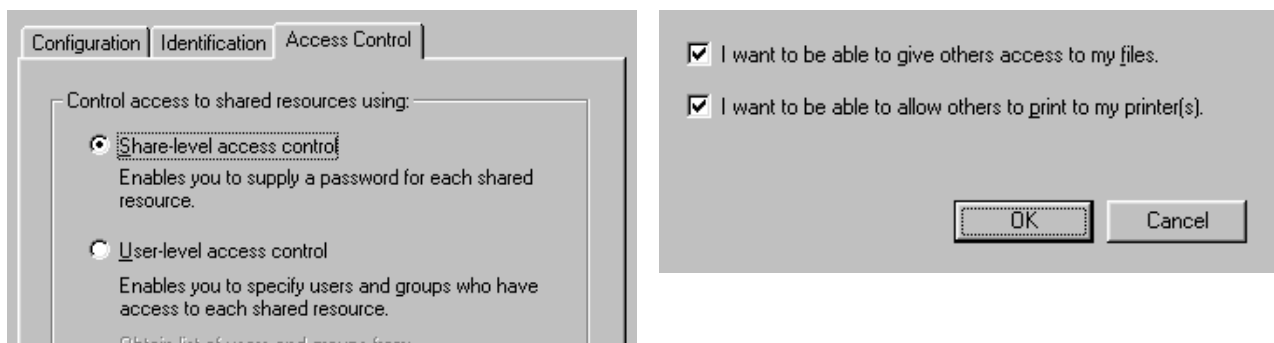 Configuration Identification Access Control
Control access to shared resources using:
Share-level access control
Enables you to supply a password for each shared
resource.
User-level access control
Enables you to specify users and groups who have
access to each shared resource.
I want to be able to give others access to my files.
I want to be able to allow others to print to my printer(s).
OK Cancel